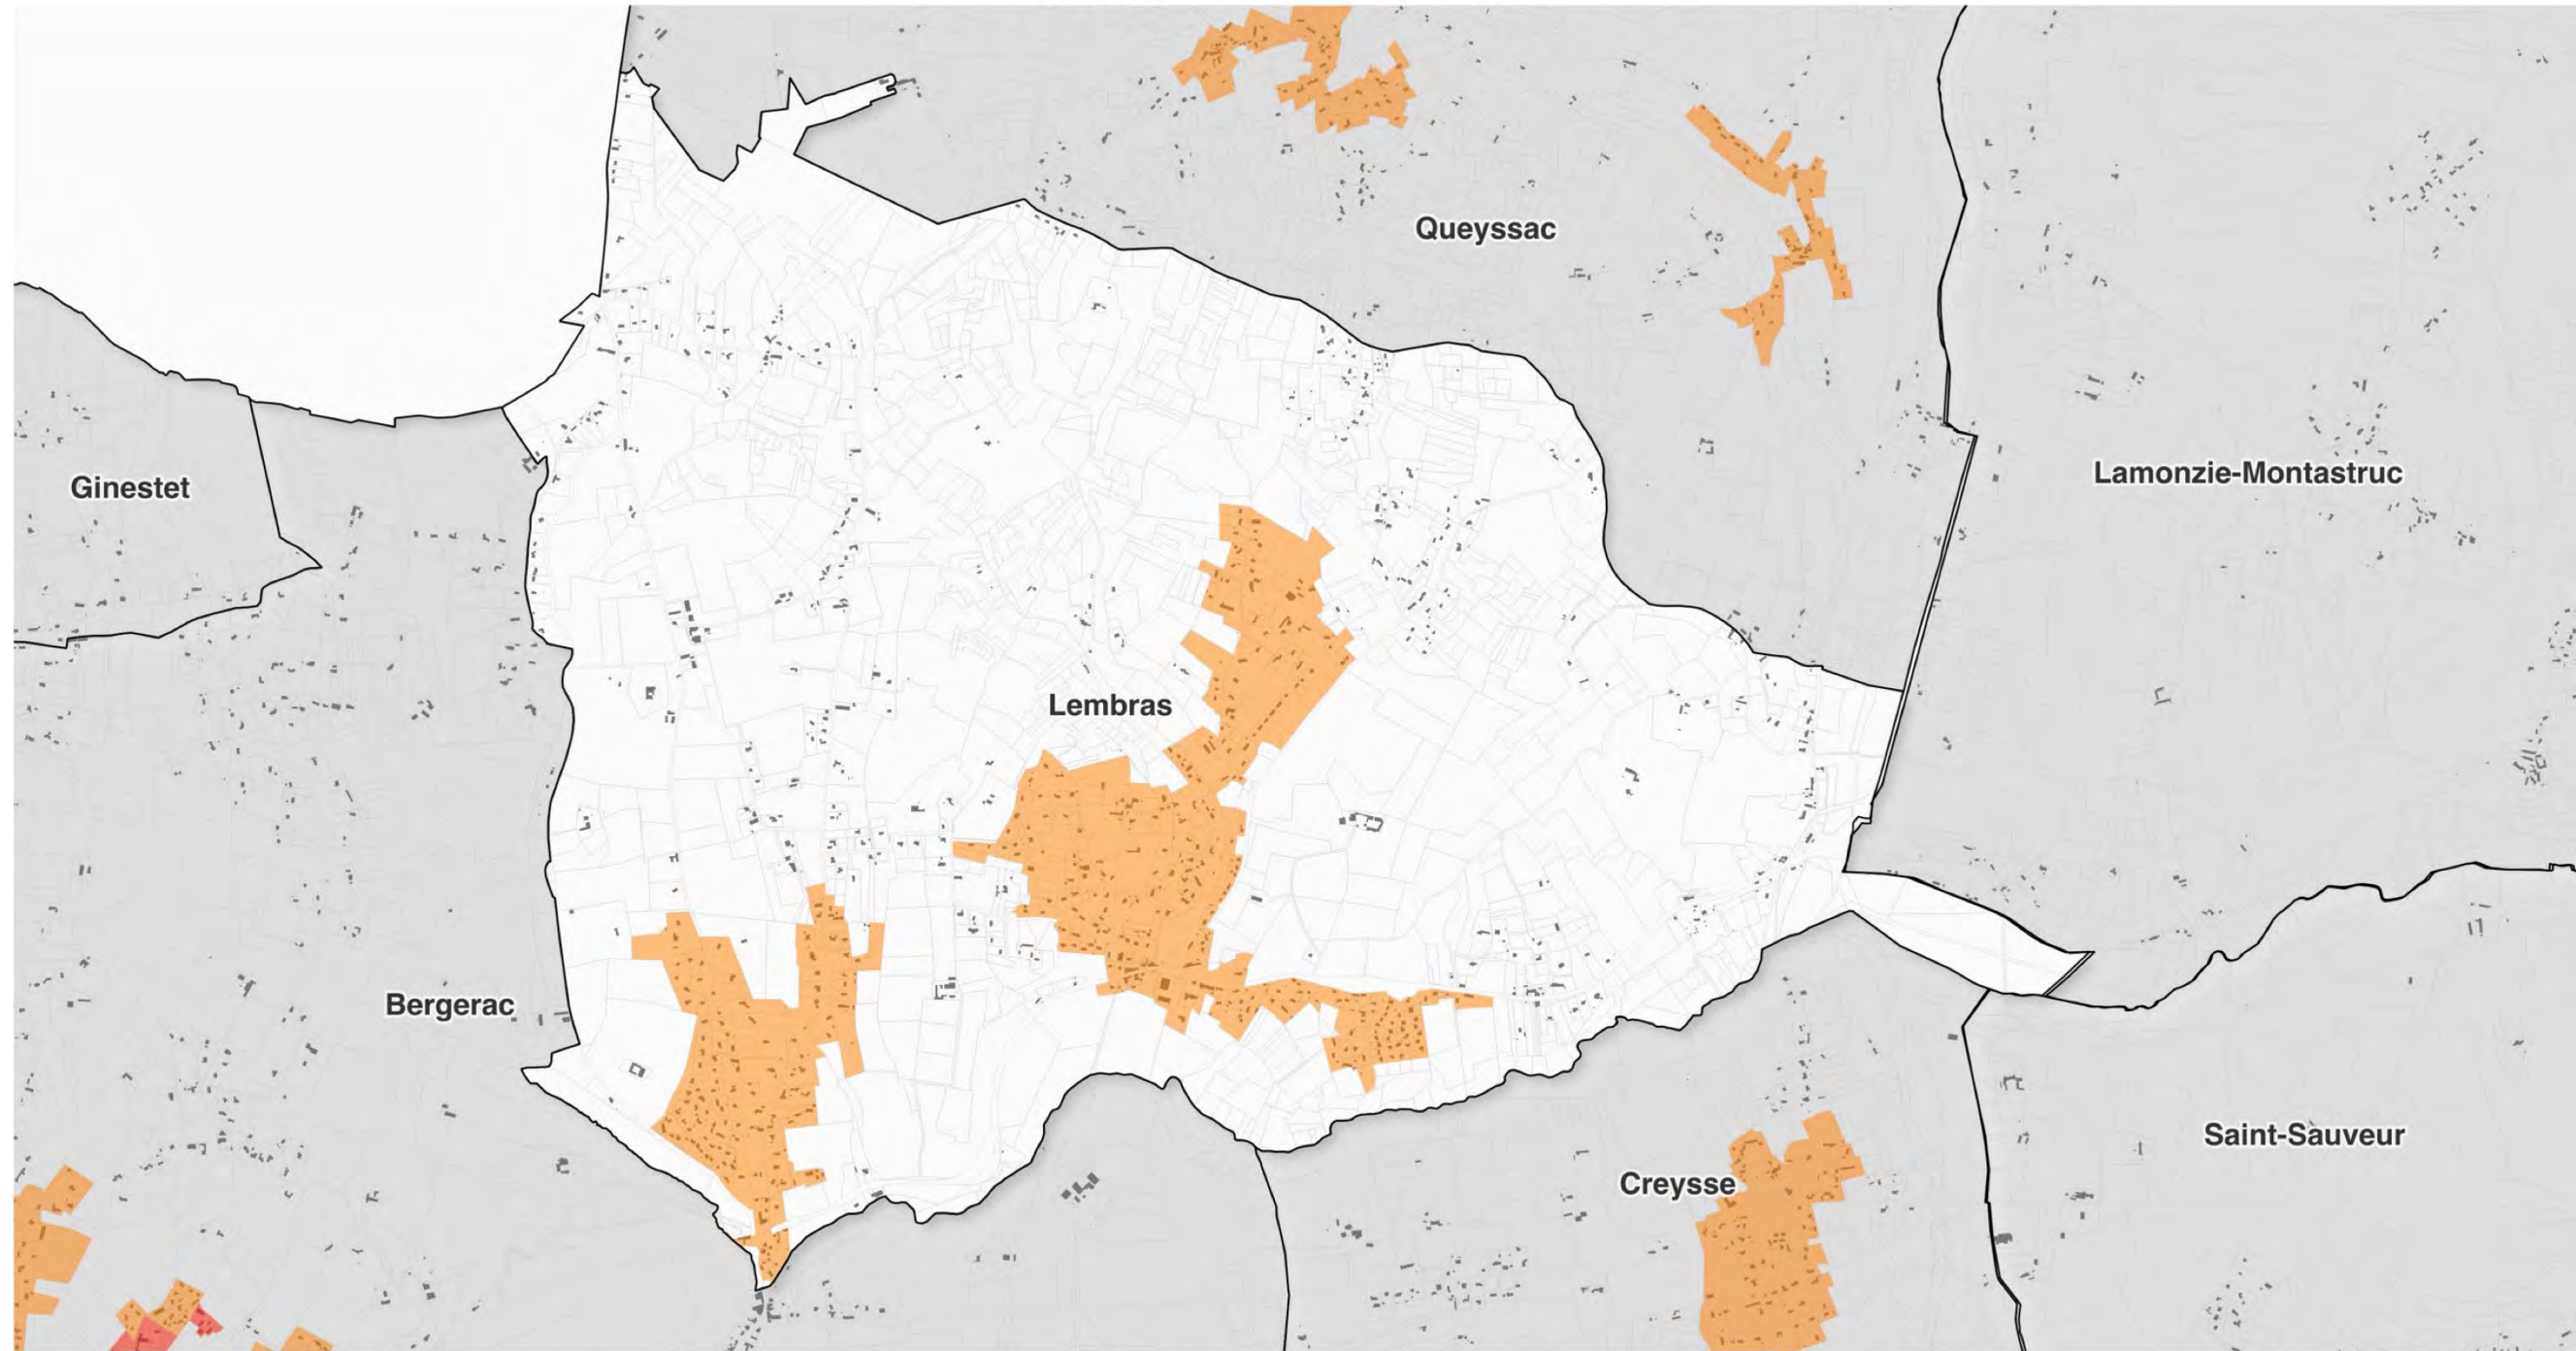 Queyssac
Lamonzie-Montastruc
Ginestet
Lembras
Bergerac
Saint-Sauveur
Creysse